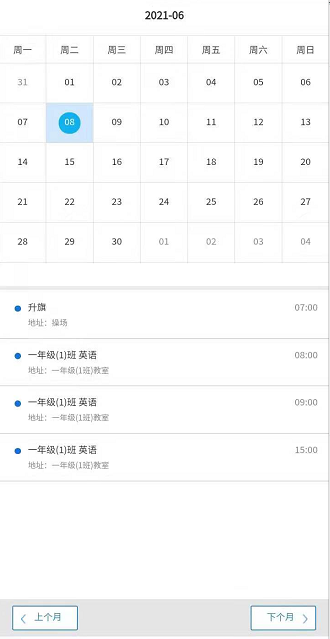 2021-06
周一 周二 周三 周四 周五 周六 周日
31 01 02 03 04 05 06
07 08 09 10 11 12 13
14 15 16 17 18 19 20
21 22 23 24 25 26 27
28 29 30 01 02 03 04
升旗 07:00
地址：操场
一年级(1)班 英语 08:00
地址：一年级(1班)教室
一年级(1)班 英语 09:00
地址：一年级(1班)教室
一年级(1)班 英语 15:00
地址：一年级(1班)教室
上个月 下个月